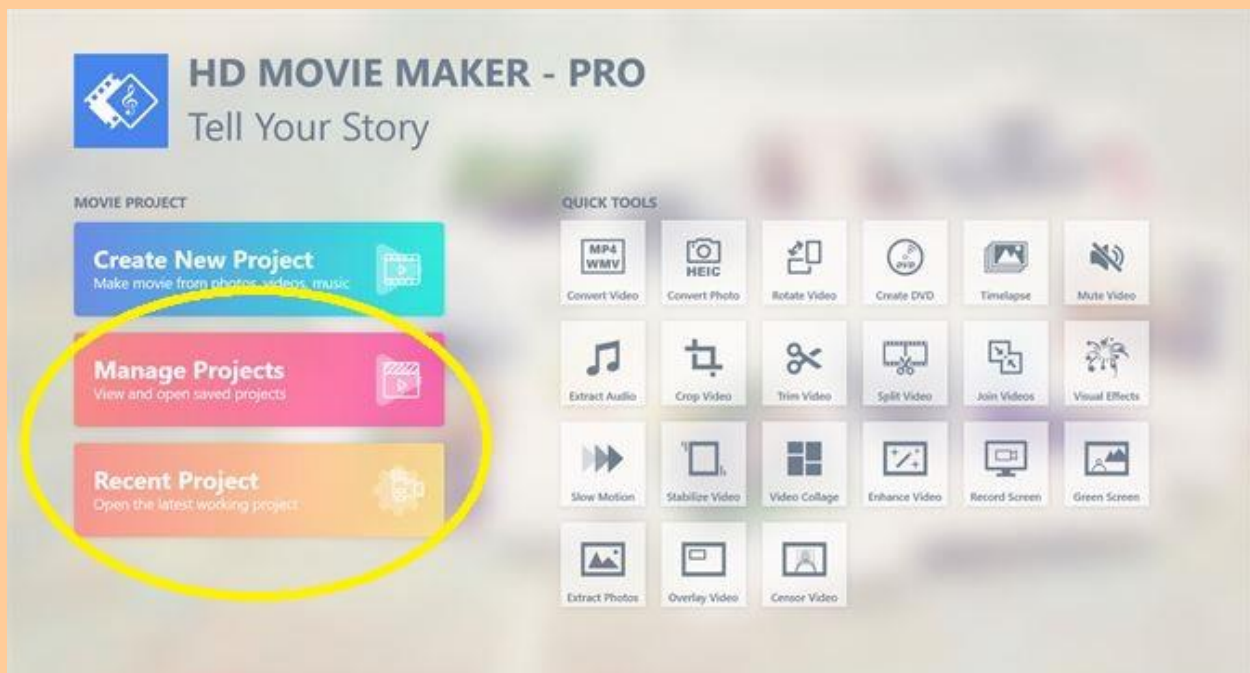 HD MOVIE MAKER - PRO
Tell Your Story
MOVIE PROJECT
Create New Project
Make movie from photos, videos, music
Manage Projects
View and open saved projects
Recent Project
Open the latest working project
QUICK TOOLS
MP4
WMV
Convert Video
HEIC
Convert Photo
Rotate Video
DVD
Create DVD
Timelapse
Mute Video
Extract Audio
Crop Video
Trim Video
Split Video
Join Videos
Visual Effects
Slow Motion
Stabilize Video
Video Collage
Enhance Video
Record Screen
Green Screen
Extract Photos
Overlay Video
Censor Video